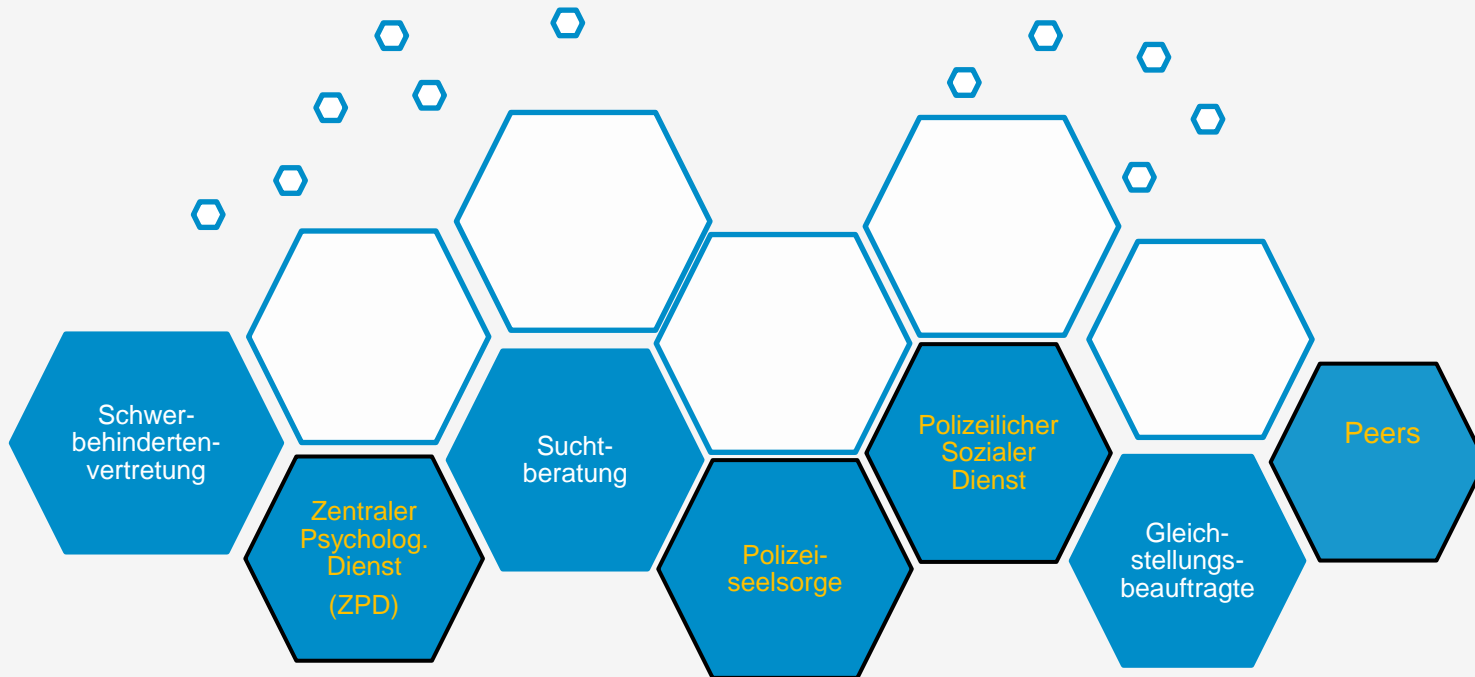 Schwer-
behinderten-
vertretung
Zentraler
Psycholog.
Dienst
(ZPD)
Sucht-
beratung
Polizei-
seelsorge
Polizeilicher
Sozialer
Dienst
Gleich-
stellungs-
beauftragte
Peers